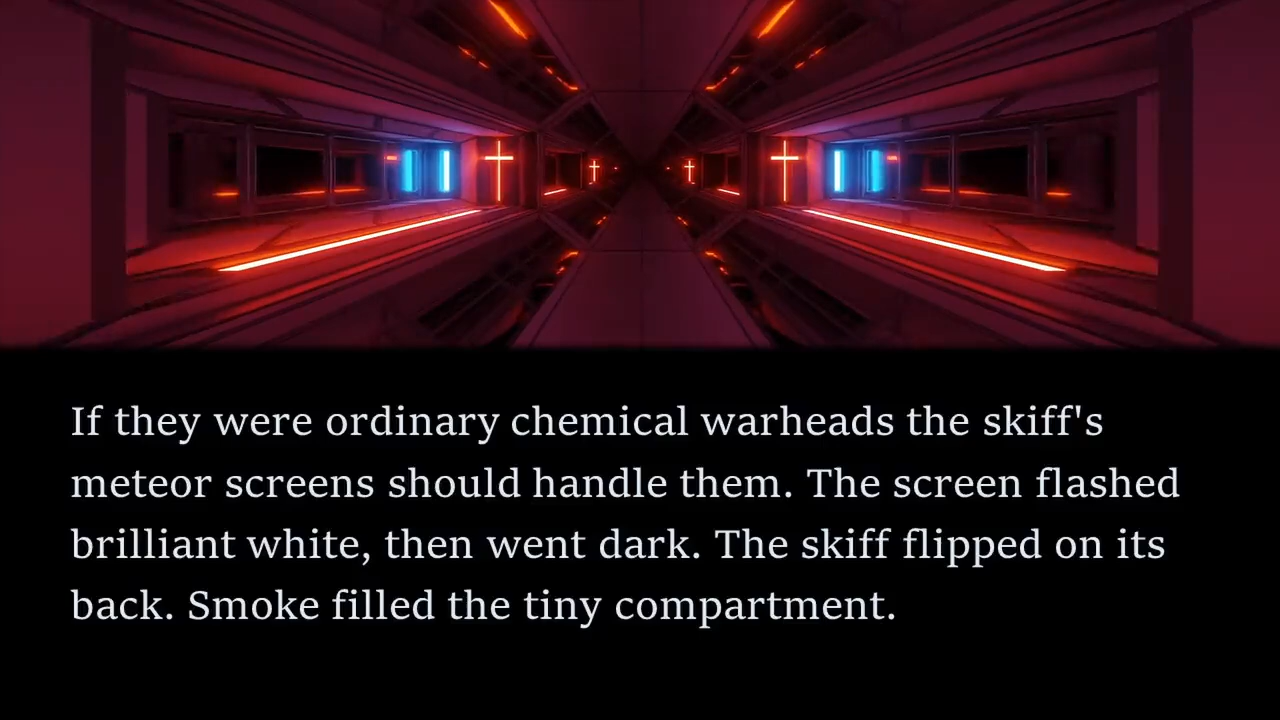 If they were ordinary chemical warheads the skiff's
meteor screens should handle them. The screen flashed
brilliant white, then went dark. The skiff flipped on its
back. Smoke filled the tiny compartment.